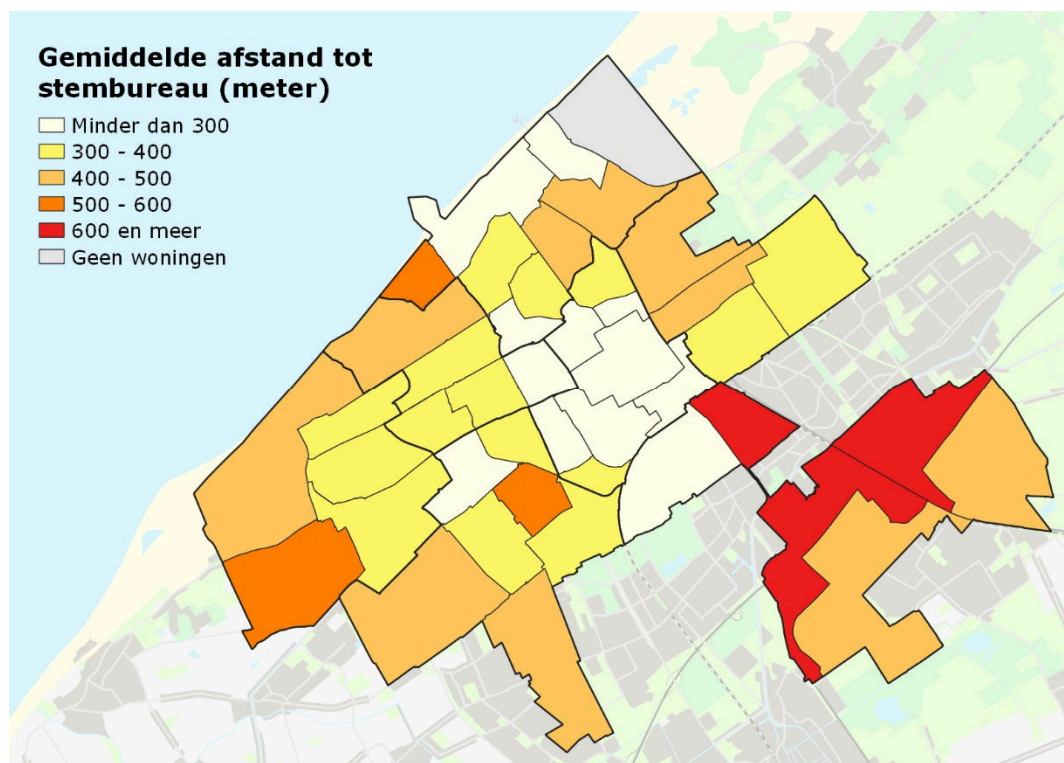 Gemiddelde afstand tot
stembureau (meter)
Minder dan 300
300 - 400
400 - 500
500 - 600
600 en meer
Geen woningen